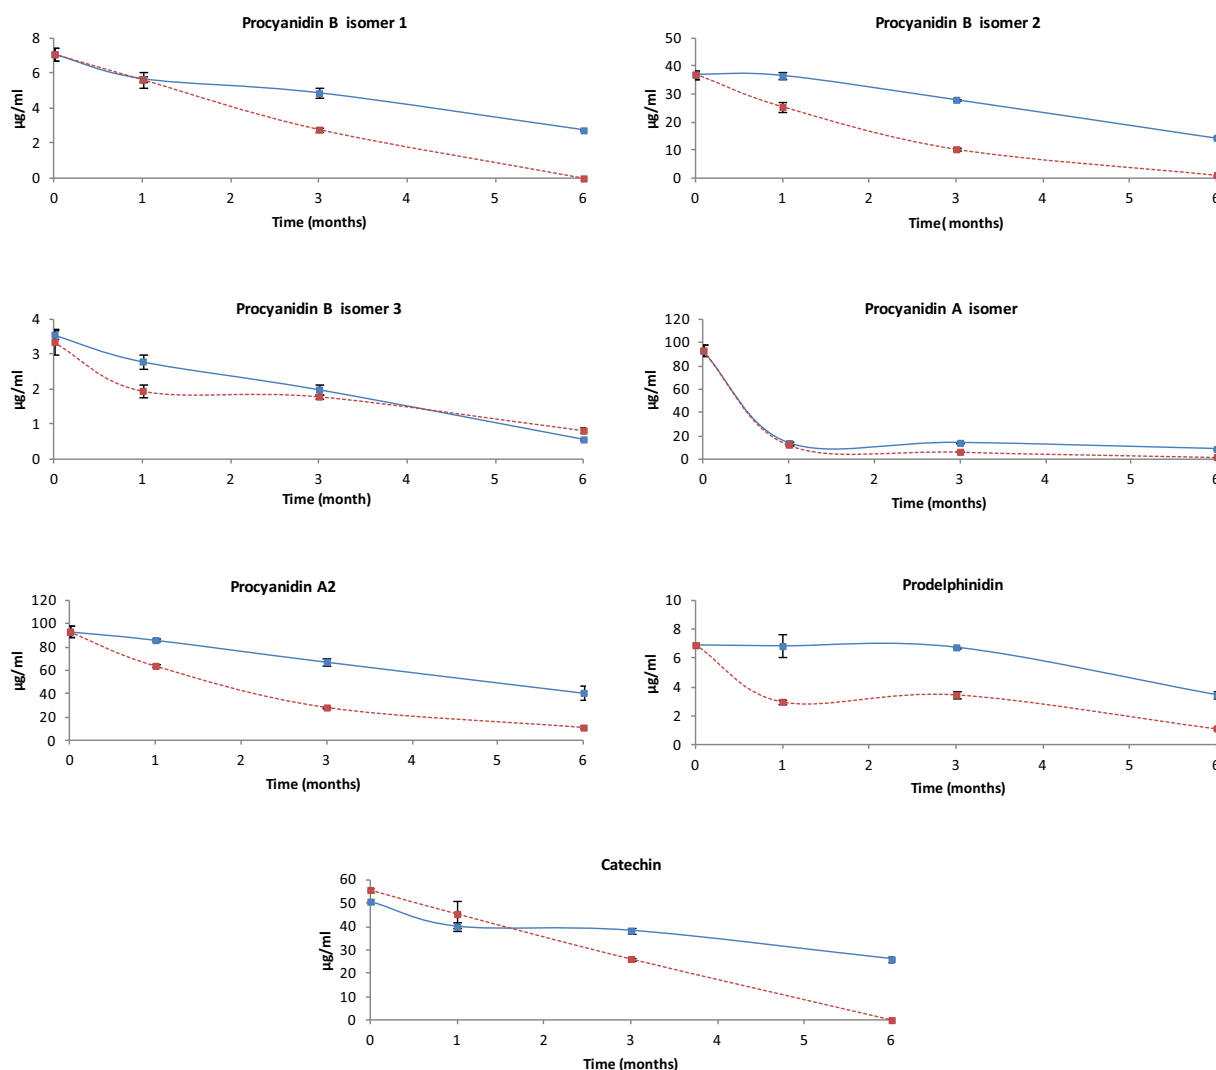 Procyanidin B isomer 1
8
6
4
2
0
µg/ml
0 1 2 3 4 5 6
Time (months)
Procyanidin B isomer 2
50
40
30
20
10
0
µg/ml
0 1 2 3 4 5 6
Time( months)
Procyanidin B isomer 3
4
3
2
1
0
µg/ml
0 1 2 3 4 5 6
Time (month)
Procyanidin A isomer
120
100
80
60
40
20
0
µg/ml
0 1 2 3 4 5 6
Time (months)
Procyanidin A2
120
100
80
60
40
20
0
µg/ml
0 1 2 3 4 5 6
Time (months)
Prodelphinidin
10
8
6
4
2
0
µg/ml
0 1 2 3 4 5 6
Time (months)
Catechin
60
50
40
30
20
10
0
µg/ml
0 1 2 3 4 5 6
Time (months)